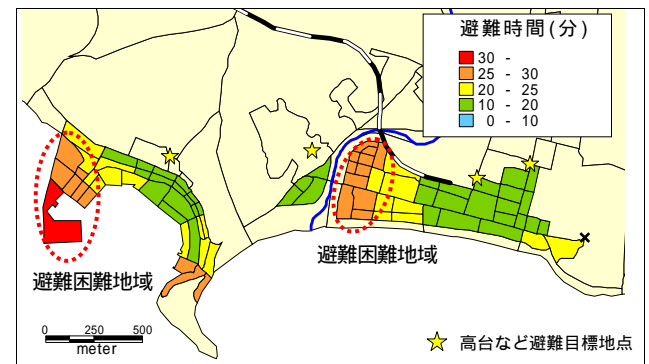 避難時間(分)
30 -
25 - 30
20 - 25
10 - 20
0 - 10
避難困難地域
避難困難地域
0 250 500
meter
高台など避難目標地点